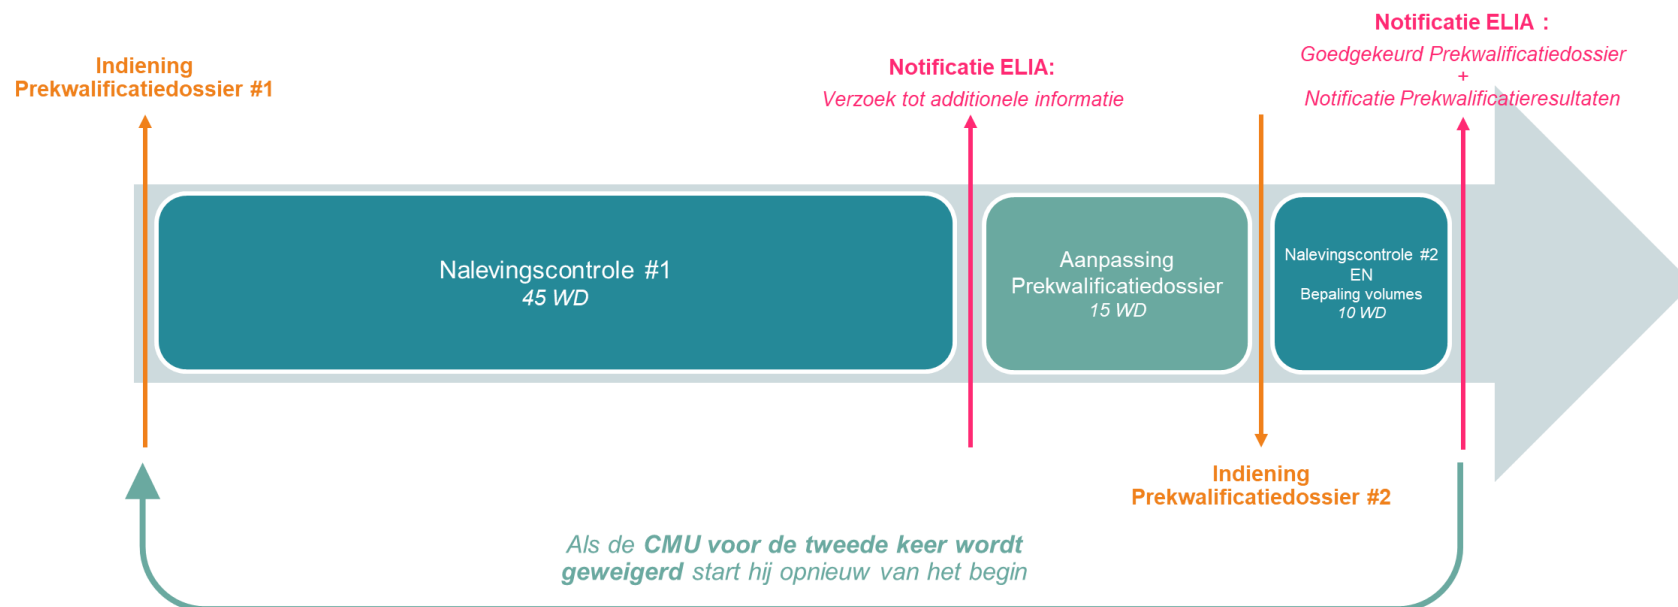 Indiening
Prekwalificatiedossier #1
Notificatie ELIA:
Verzoek tot additionele informatie
Notificatie ELIA :
Goedgekeurd Prekwalificatiedossier
+
Notificatie Prekwalificatieresultaten
Nalevingscontrole #1
45 WD
Aanpassing
Prekwalificatiedossier
15 WD
Nalevingscontrole #2
EN
Bepaling volumes
10 WD
Indiening
Prekwalificatiedossier #2
Als de CMU voor de tweede keer wordt
geweigerd start hij opnieuw van het begin